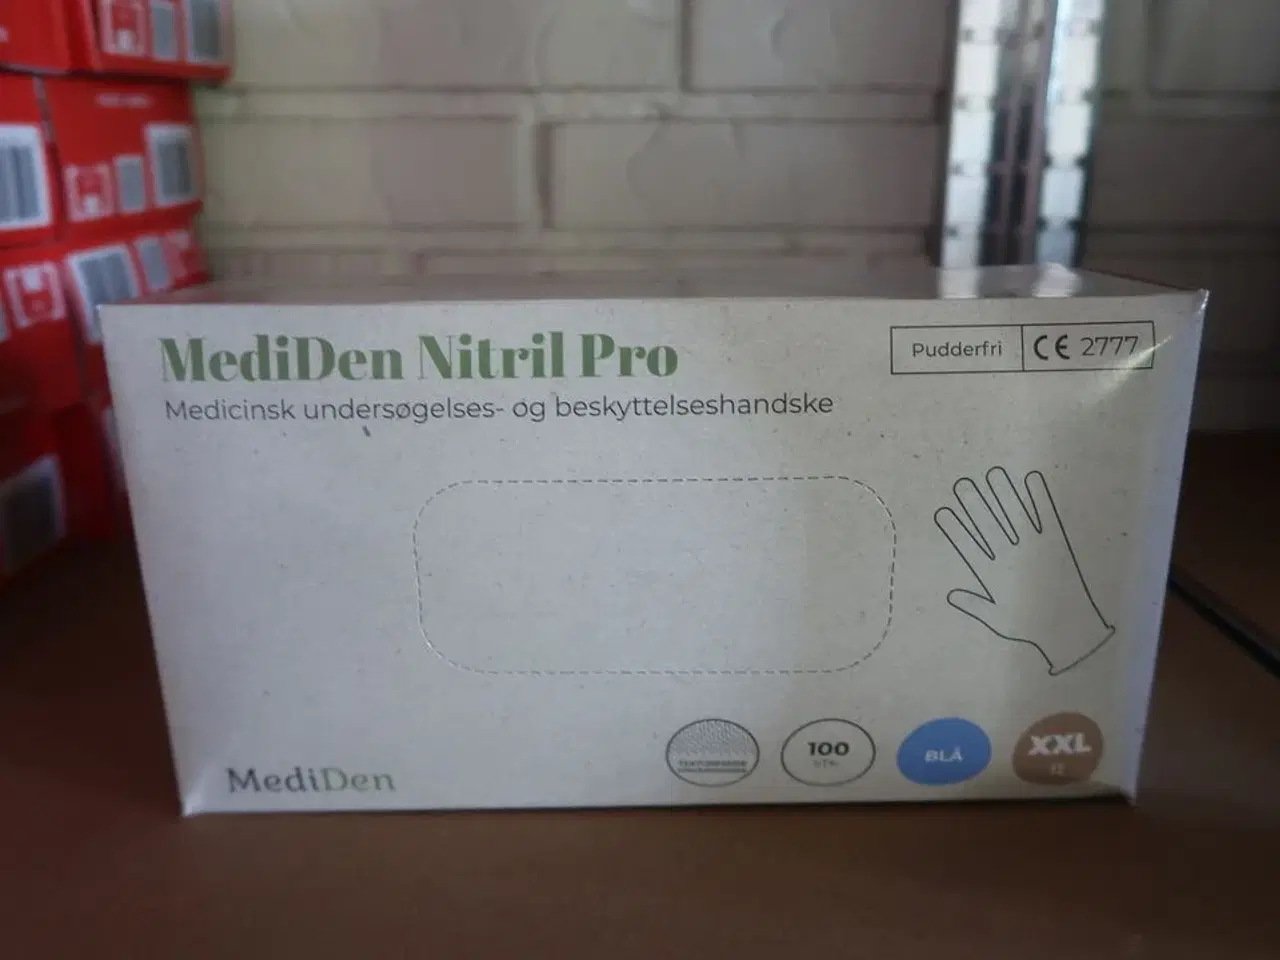 MediDen Nitril Pro
Pudderfri CE 2777
Medicinsk undersøgelses- og beskyttelseshandske
100
BLÅ
XXL
MediDen